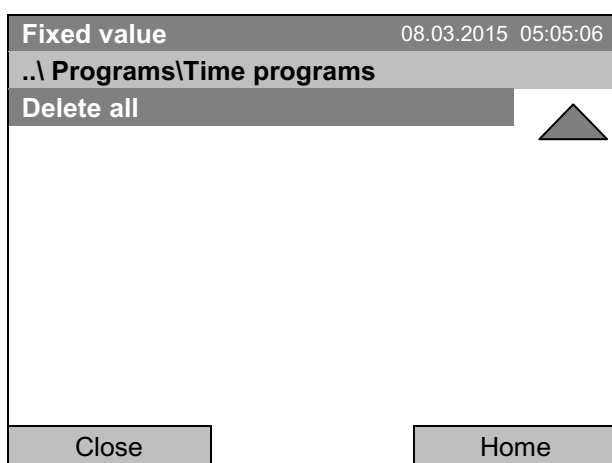 Fixed value 08.03.2015 05:05:06
..\ Programs\Time programs
Delete all
Close Home